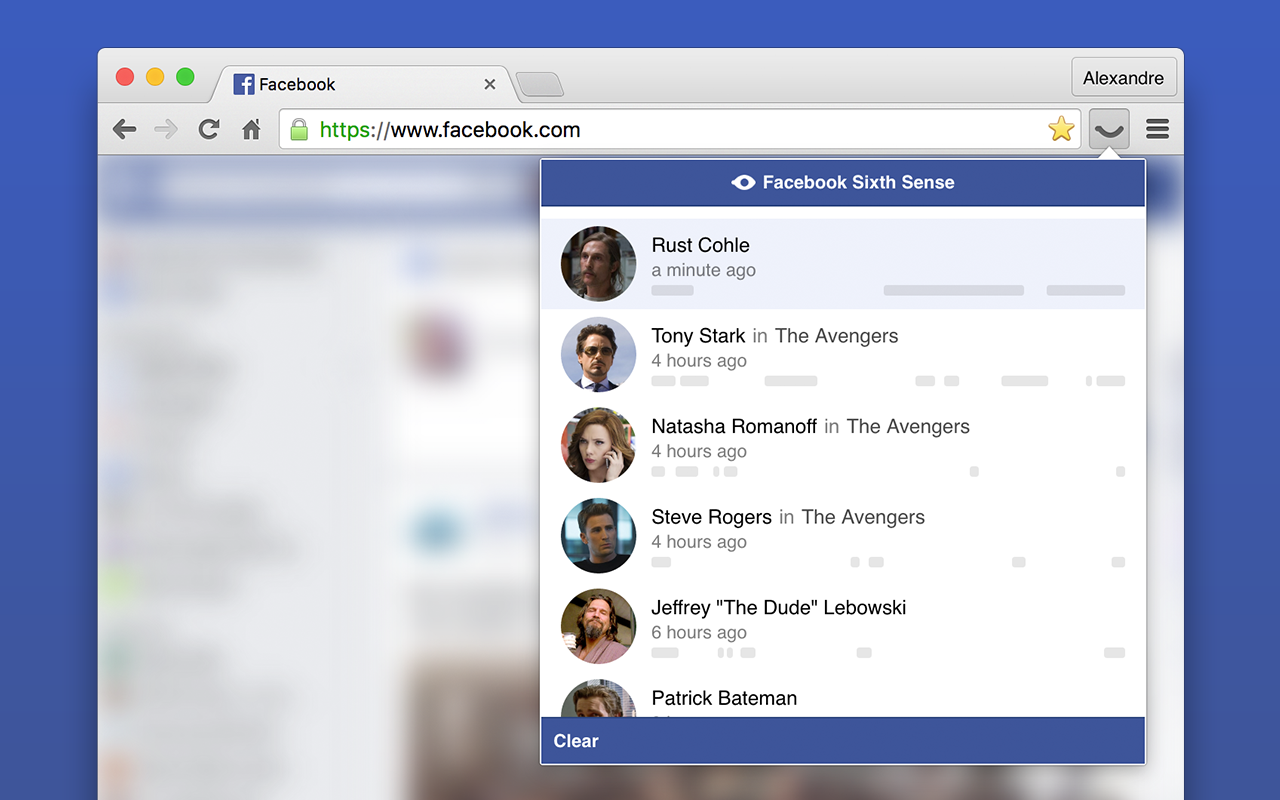 Facebook
Alexandre
https://www.facebook.com
Facebook Sixth Sense
Rust Cohle
a minute ago
Tony Stark in The Avengers
4 hours ago
Natasha Romanoff in The Avengers
4 hours ago
Steve Rogers in The Avengers
4 hours ago
Jeffrey "The Dude" Lebowski
6 hours ago
Patrick Bateman
Clear